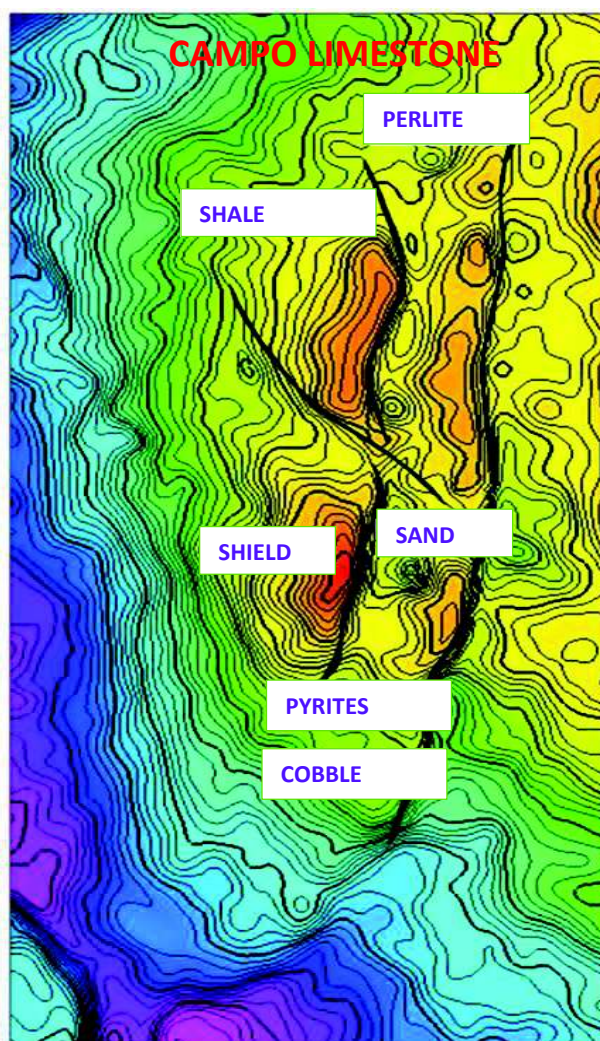 CAMPO LIMESTONE
PERLITE
SHALE
SAND
SHIELD
PYRITES
COBBLE